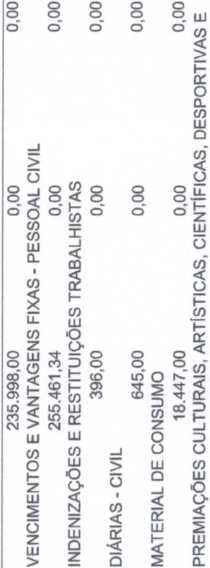 235.998,00 0,00 0,00
VENCIMENTOS E VANTAGENS FIXAS - PESSOAL CIVIL
255.461,34 0,00 0,00
INDENIZAÇÕES E RESTITUIÇÕES TRABALHISTAS
396,00 0,00 0,00
DIÁRIAS - CIVIL
645,00 0,00 0,00
MATERIAL DE CONSUMO
18.447,00 0,00 0,00
PREMIAÇÕES CULTURAIS, ARTÍSTICAS, CIENTÍFICAS, DESPORTIVAS E